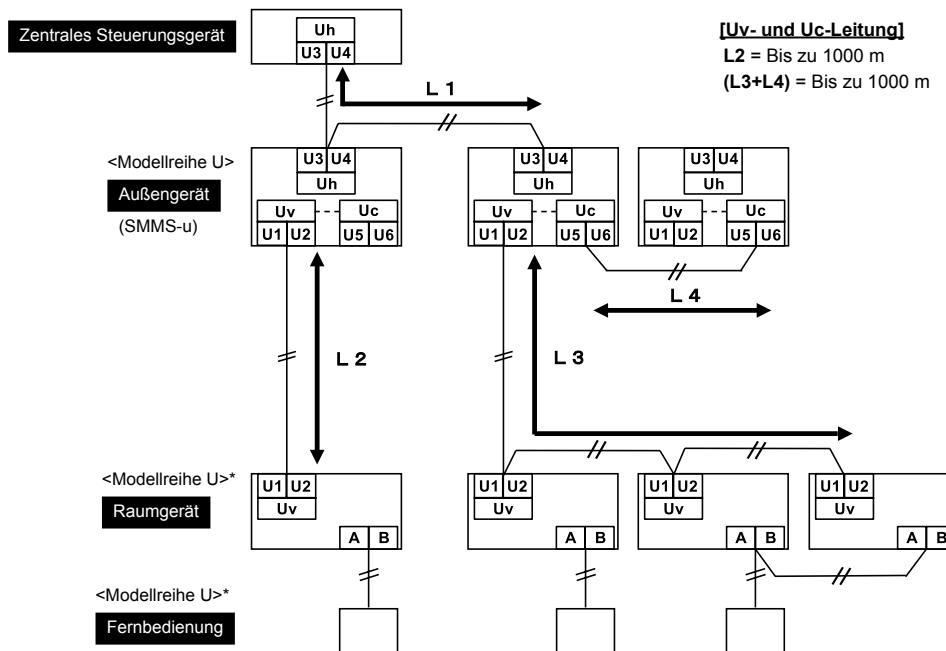 Zentrales Steuerungsgerät
Uh
U3 U4
[Uv- und Uc-Leitung]
L2 = Bis zu 1000 m
(L3+L4) = Bis zu 1000 m
L 1
<Modellreihe U>
Außengerät
(SMMS-u)
U3 U4
Uh
Uv Uc
U1 U2 U5 U6
U3 U4
Uh
Uv Uc
U1 U2 U5 U6
U3 U4
Uh
Uv Uc
U1 U2 U5 U6
L 4
L 2
L 3
<Modellreihe U>*
Raumgerät
U1 U2
Uv
A B
U1 U2
Uv
A B
U1 U2
Uv
A B
U1 U2
Uv
A B
<Modellreihe U>*
Fernbedienung